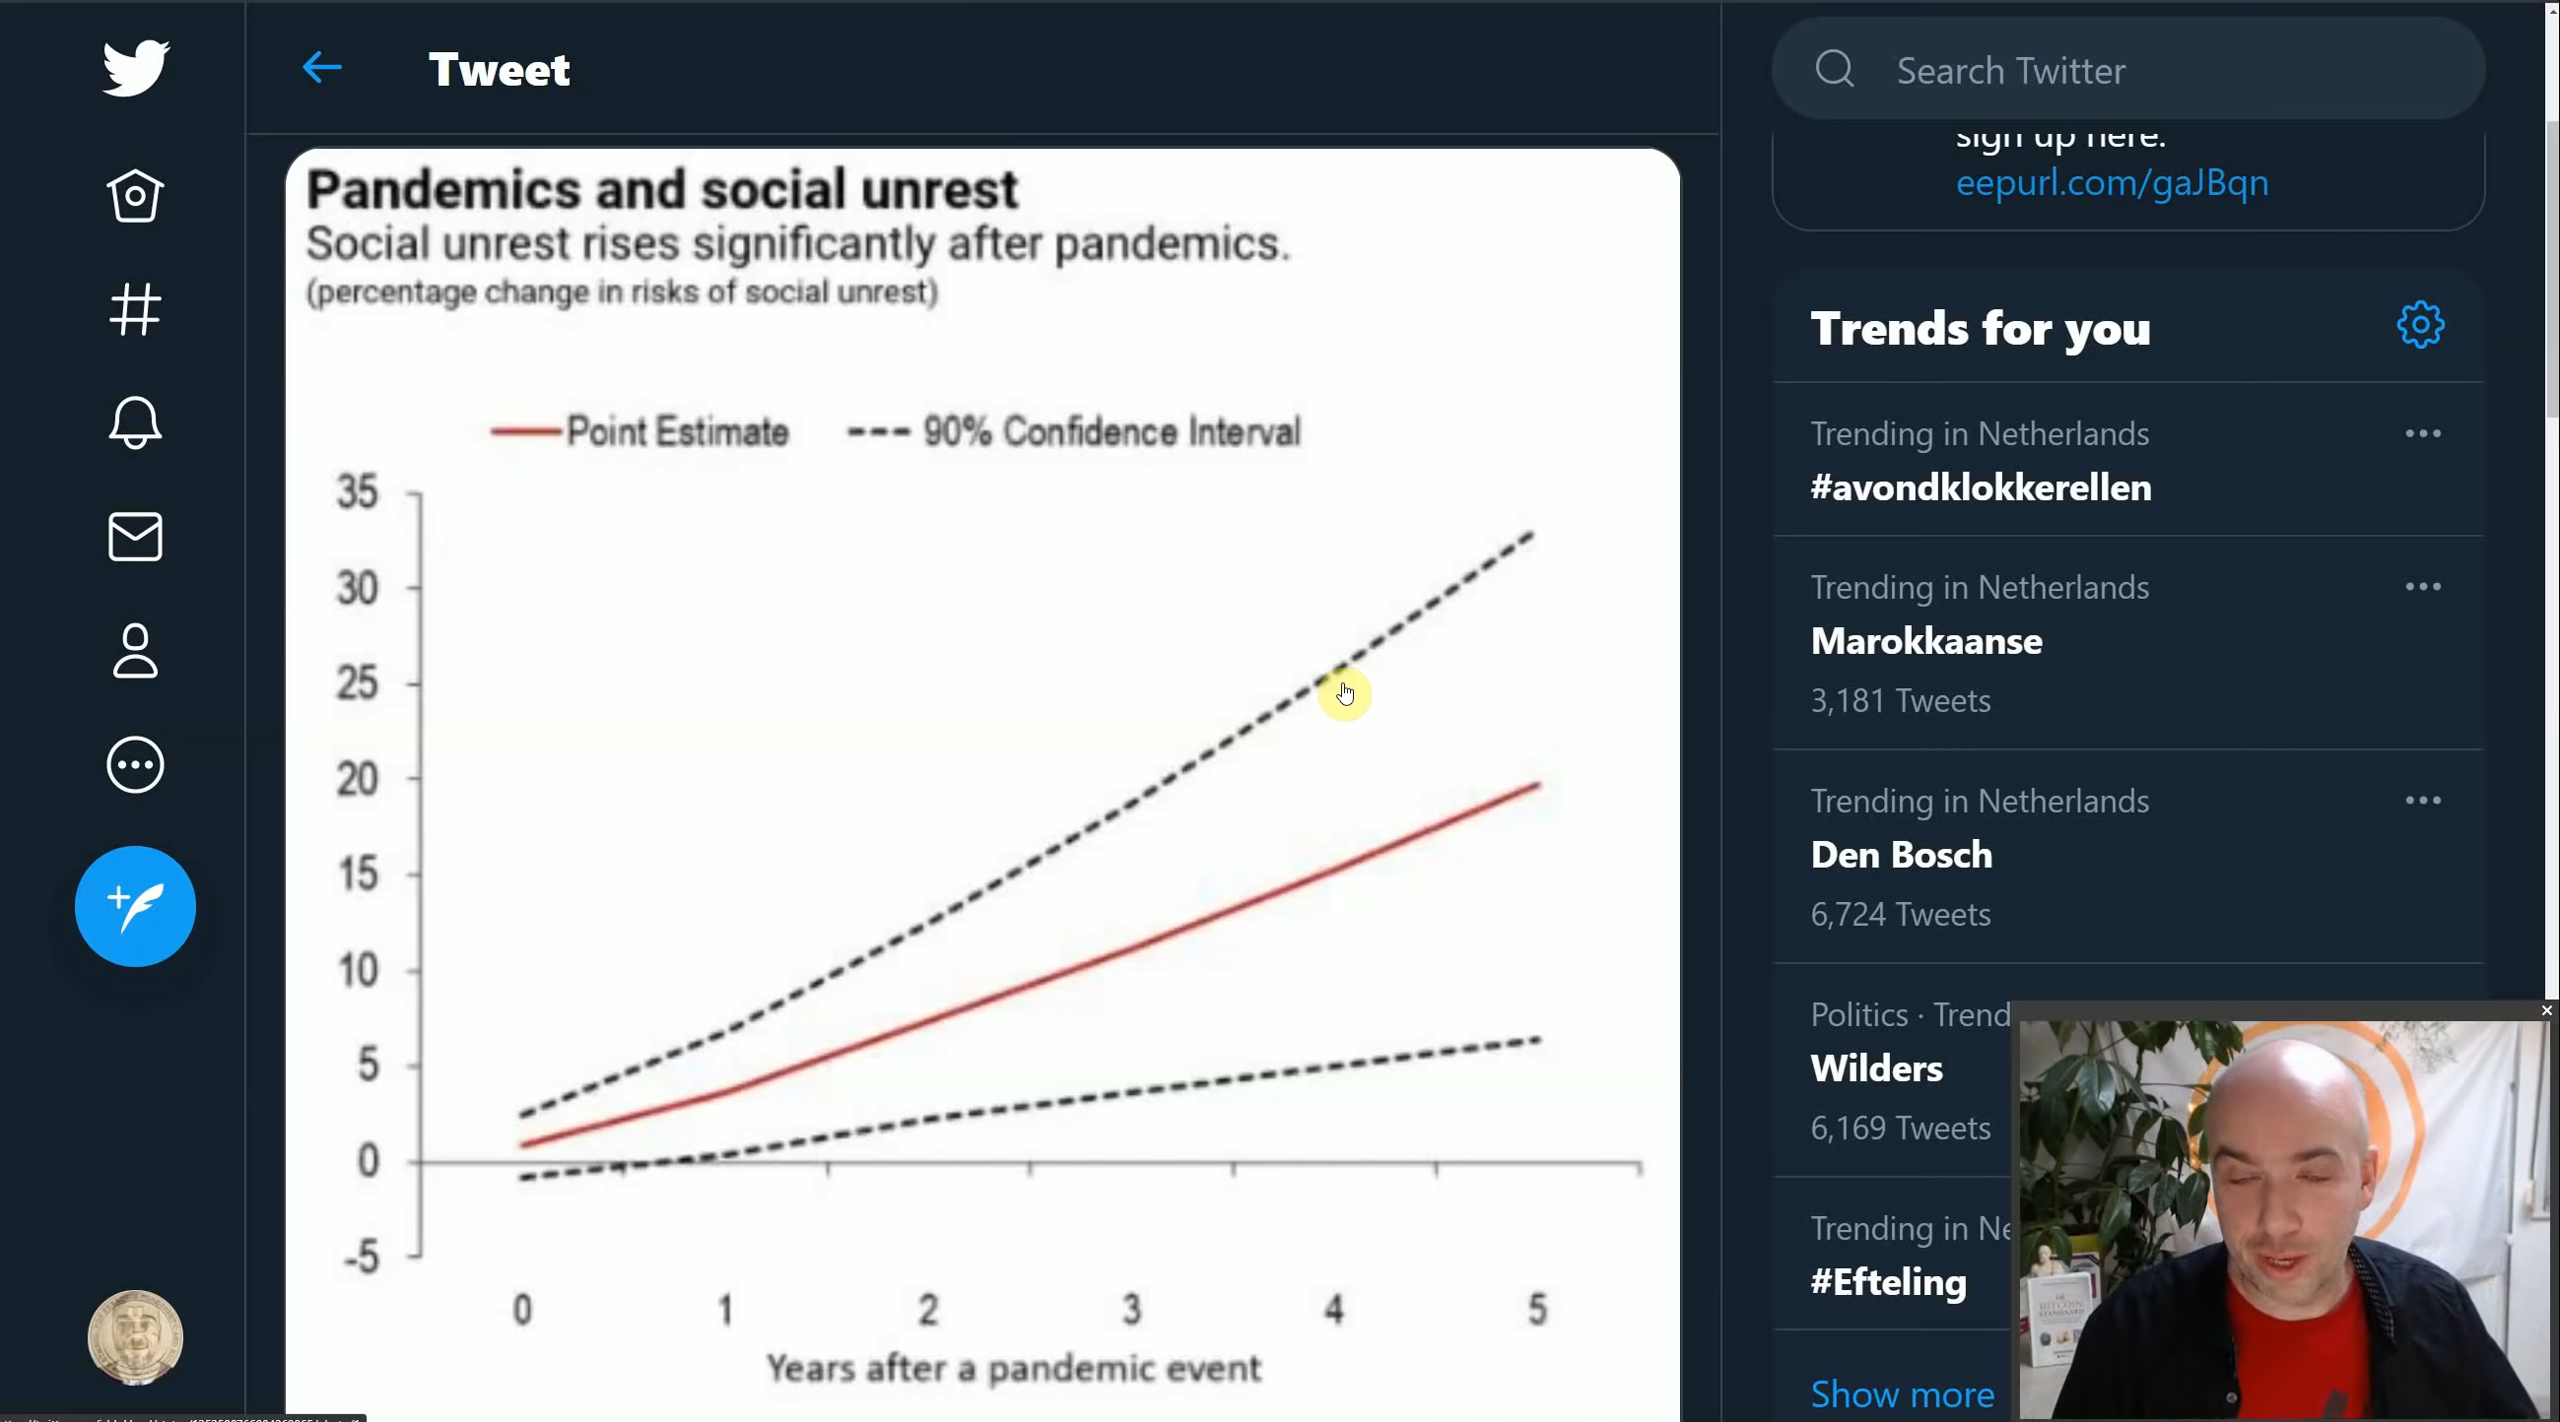 Tweet
Search Twitter
Pandemics and social unrest
Social unrest rises significantly after pandemics.
(percentage change in risks of social unrest)
Point Estimate
90% Confidence Interval
35
30
25
20
15
10
5
0
-5
0 1 2 3 4 5
Years after a pandemic event
sign up here.
eepurl.com/gaJBqn
Trends for you
Trending in Netherlands
#avondklokkerellen
Trending in Netherlands
Marokkaanse
3,181 Tweets
Trending in Netherlands
Den Bosch
6,724 Tweets
Politics · Trend
Wilders
6,169 Tweets
Trending in Ne
#Efteling
Show more
DE
BITCOIN
STANDAARD